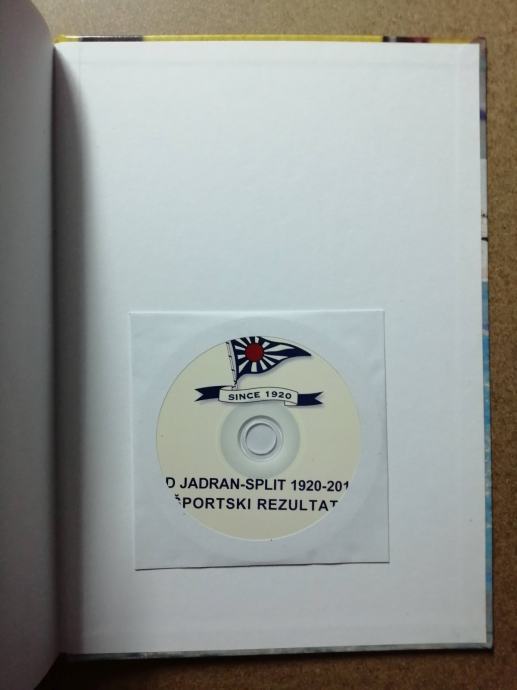 SINCE 1920
D JADRAN-SPLIT 1920-201
ŠPORTSKI REZULTAT